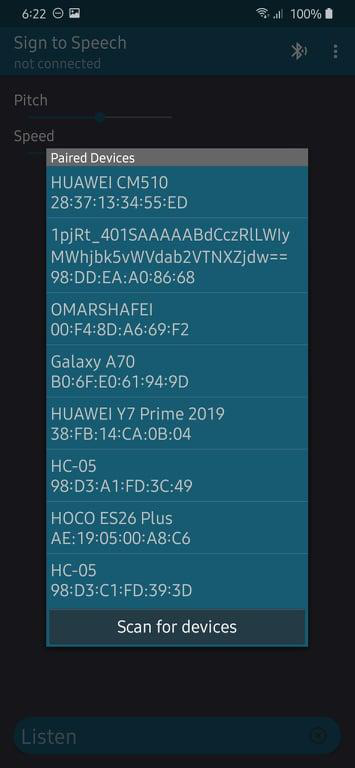 6:22
100%
Sign to Speech
not connected
Pitch
Speed
Paired Devices
HUAWEI CM510
28:37:13:34:55:ED
1pjRt_401SAAAAABdCczRlLWIy
MWhjbk5vWVdab2VTNXZjdw==
98:DD:EA:A0:86:68
OMARSHAFEI
00:F4:8D:A6:69:F2
Galaxy A70
B0:6F:E0:61:94:9D
HUAWEI Y7 Prime 2019
38:FB:14:CA:0B:04
HC-05
98:D3:A1:FD:3C:49
HOCO ES26 Plus
AE:19:05:00:A8:C6
HC-05
98:D3:C1:FD:39:3D
Scan for devices
Listen